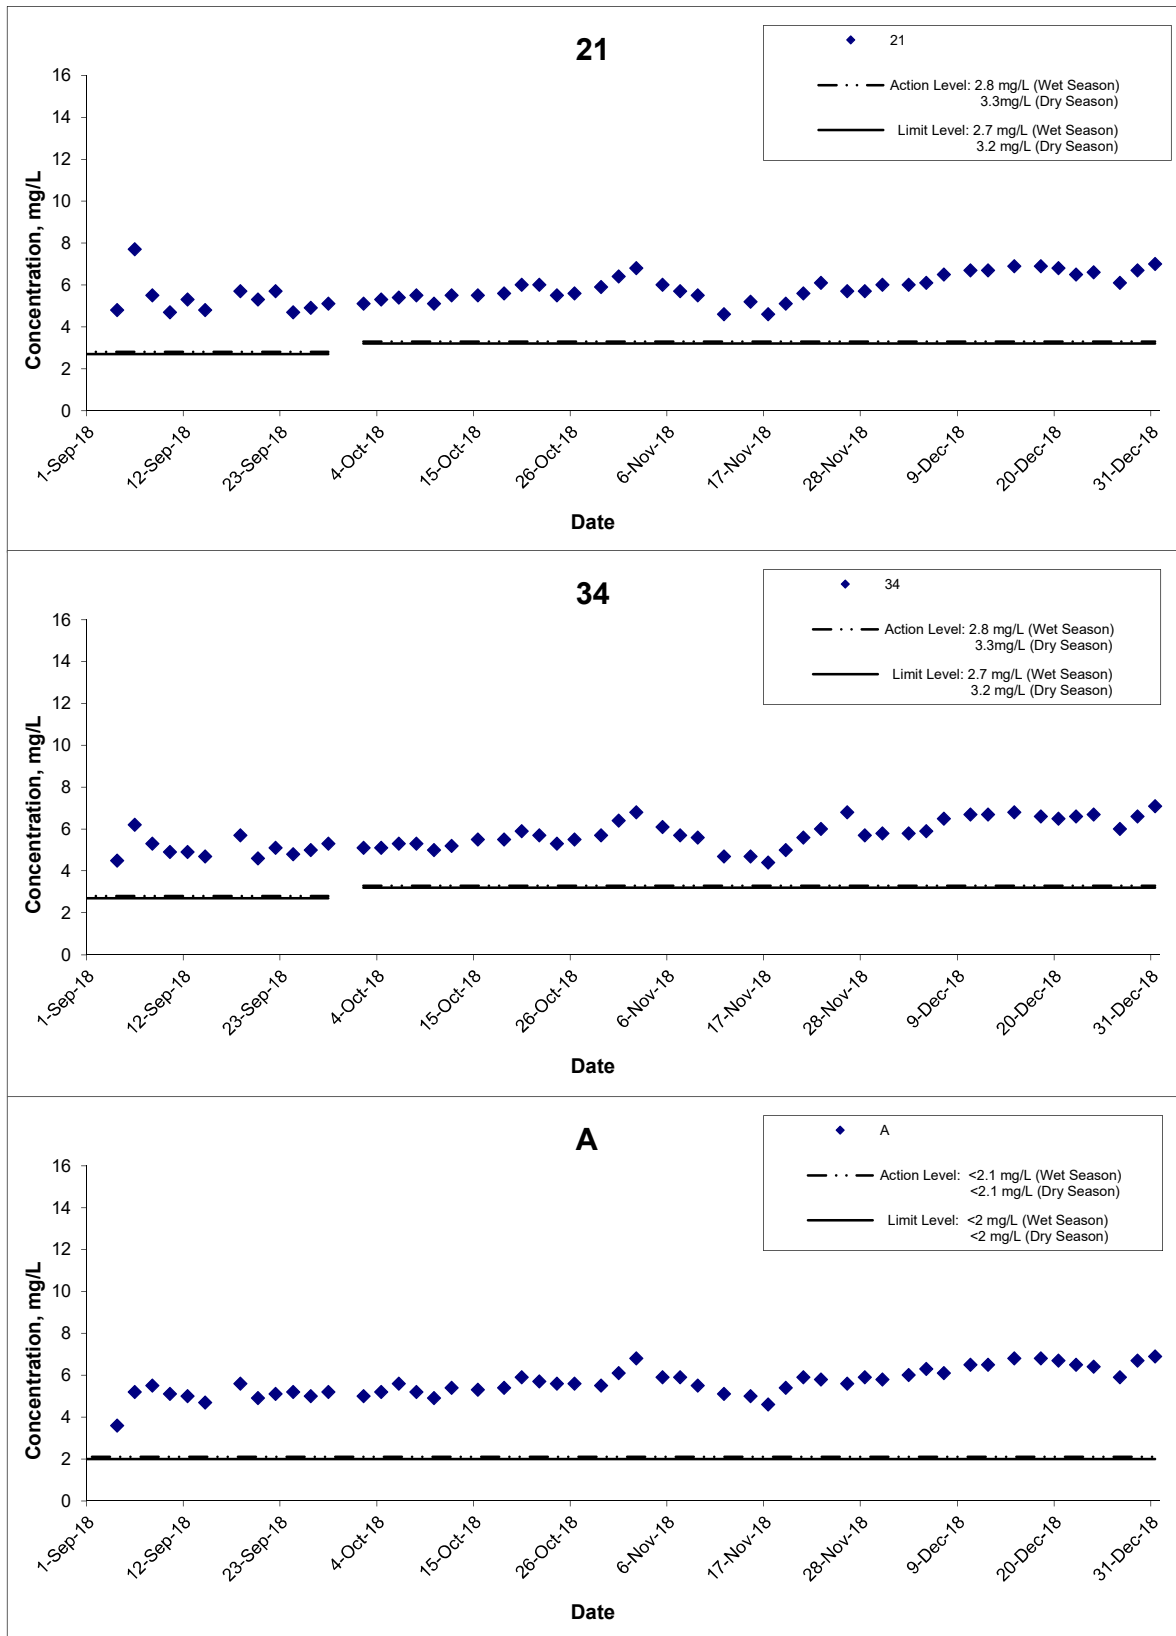 21
21
Action Level: 2.8 mg/L (Wet Season)
3.3mg/L (Dry Season)
Limit Level: 2.7 mg/L (Wet Season)
3.2 mg/L (Dry Season)
Concentration, mg/L
16
14
12
10
8
6
4
2
0
1-Sep-18
12-Sep-18
23-Sep-18
4-Oct-18
15-Oct-18
26-Oct-18
6-Nov-18
17-Nov-18
28-Nov-18
9-Dec-18
20-Dec-18
31-Dec-18
Date
34
34
Action Level: 2.8 mg/L (Wet Season)
3.3mg/L (Dry Season)
Limit Level: 2.7 mg/L (Wet Season)
3.2 mg/L (Dry Season)
Concentration, mg/L
16
14
12
10
8
6
4
2
0
1-Sep-18
12-Sep-18
23-Sep-18
4-Oct-18
15-Oct-18
26-Oct-18
6-Nov-18
17-Nov-18
28-Nov-18
9-Dec-18
20-Dec-18
31-Dec-18
Date
A
A
Action Level: <2.1 mg/L (Wet Season)
<2.1 mg/L (Dry Season)
Limit Level: <2 mg/L (Wet Season)
<2 mg/L (Dry Season)
Concentration, mg/L
16
14
12
10
8
6
4
2
0
1-Sep-18
12-Sep-18
23-Sep-18
4-Oct-18
15-Oct-18
26-Oct-18
6-Nov-18
17-Nov-18
28-Nov-18
9-Dec-18
20-Dec-18
31-Dec-18
Date